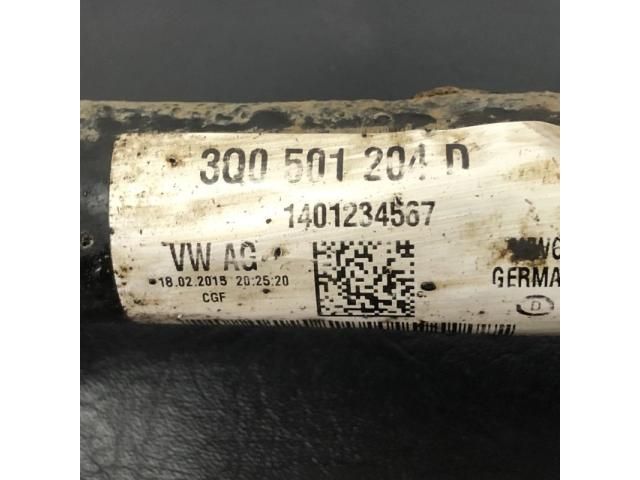 3Q0 501 204 D
1401234567
VW AG
18.02.2015 20:25:20
CGF
GERMA
D